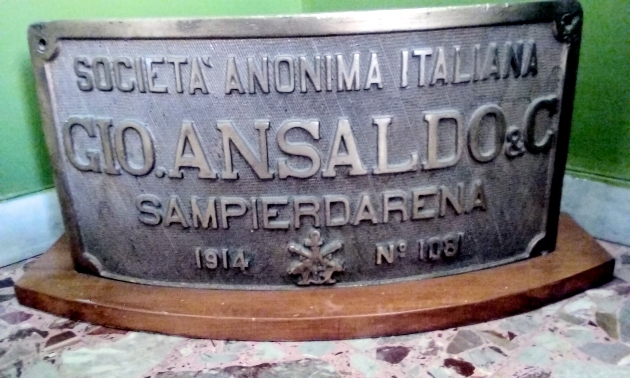 SOCIETÀ ANONIMA ITALIANA
GIO. ANSALDO & C
SAMPIERDARENA
1914 Nº 1081